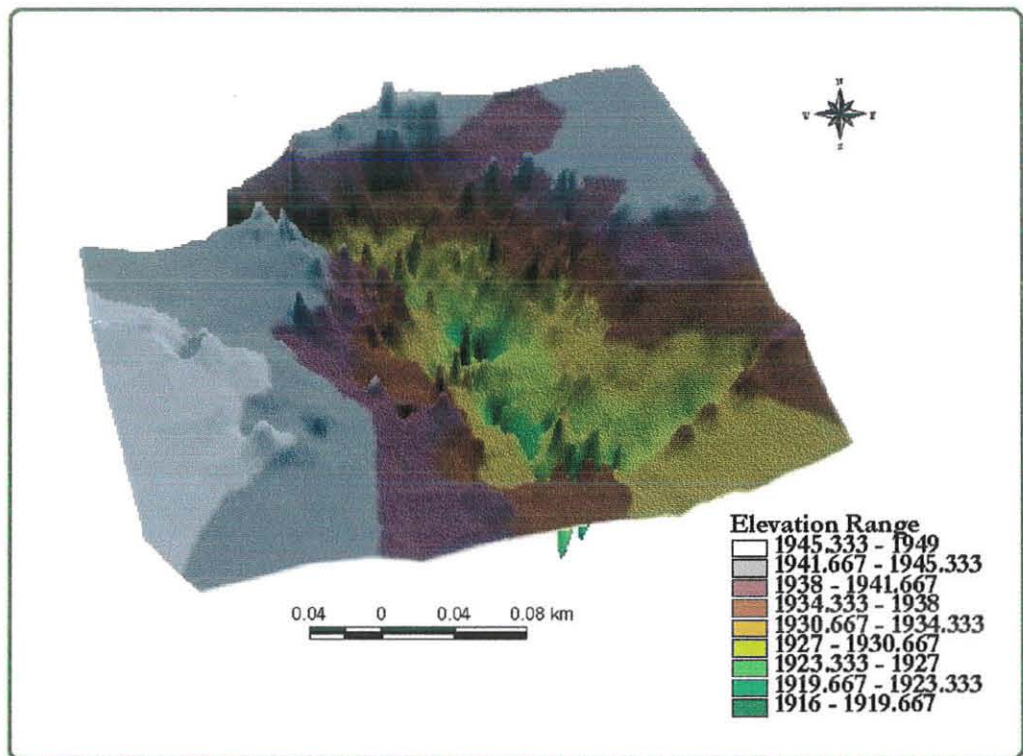 N
W E
S
0.04 0 0.04 0.08 km
Elevation Range
1945.333 - 1949
1941.667 - 1945.333
1938 - 1941.667
1934.333 - 1938
1930.667 - 1934.333
1927 - 1930.667
1923.333 - 1927
1919.667 - 1923.333
1916 - 1919.667